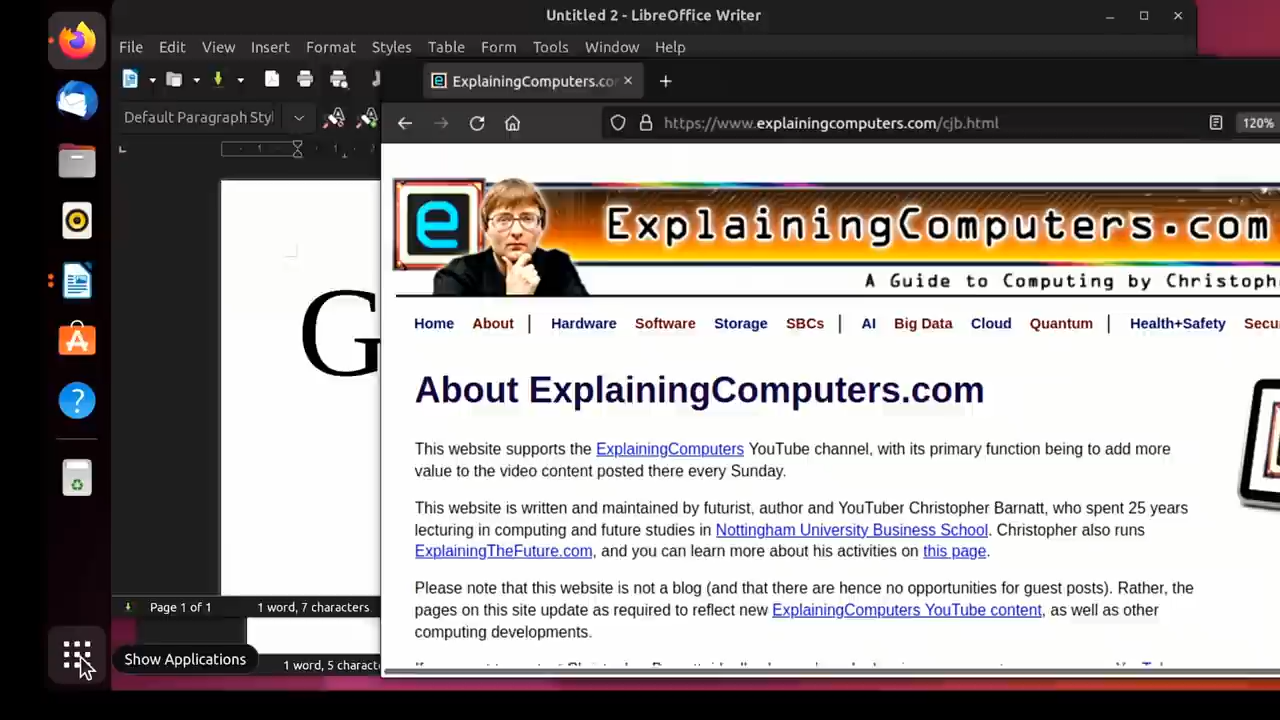 Untitled 2 - LibreOffice Writer
File Edit View Insert Format Styles Table Form Tools Window Help
ExplainingComputers.co
Default Paragraph Styl
https://www.explainingcomputers.com/cjb.html
120%
ExplainingComputers.com
A Guide to Computing by Christoph
Home About | Hardware Software Storage SBCs | AI Big Data Cloud Quantum | Health+Safety Secu
G
About ExplainingComputers.com
This website supports the ExplainingComputers YouTube channel, with its primary function being to add more
value to the video content posted there every Sunday.
This website is written and maintained by futurist, author and YouTuber Christopher Barnatt, who spent 25 years
lecturing in computing and future studies in Nottingham University Business School. Christopher also runs
ExplainingTheFuture.com, and you can learn more about his activities on this page.
Please note that this website is not a blog (and that there are hence no opportunities for guest posts). Rather, the
pages on this site update as required to reflect new ExplainingComputers YouTube content, as well as other
computing developments.
Page 1 of 1 1 word, 7 characters
Show Applications
1 word, 5 characte